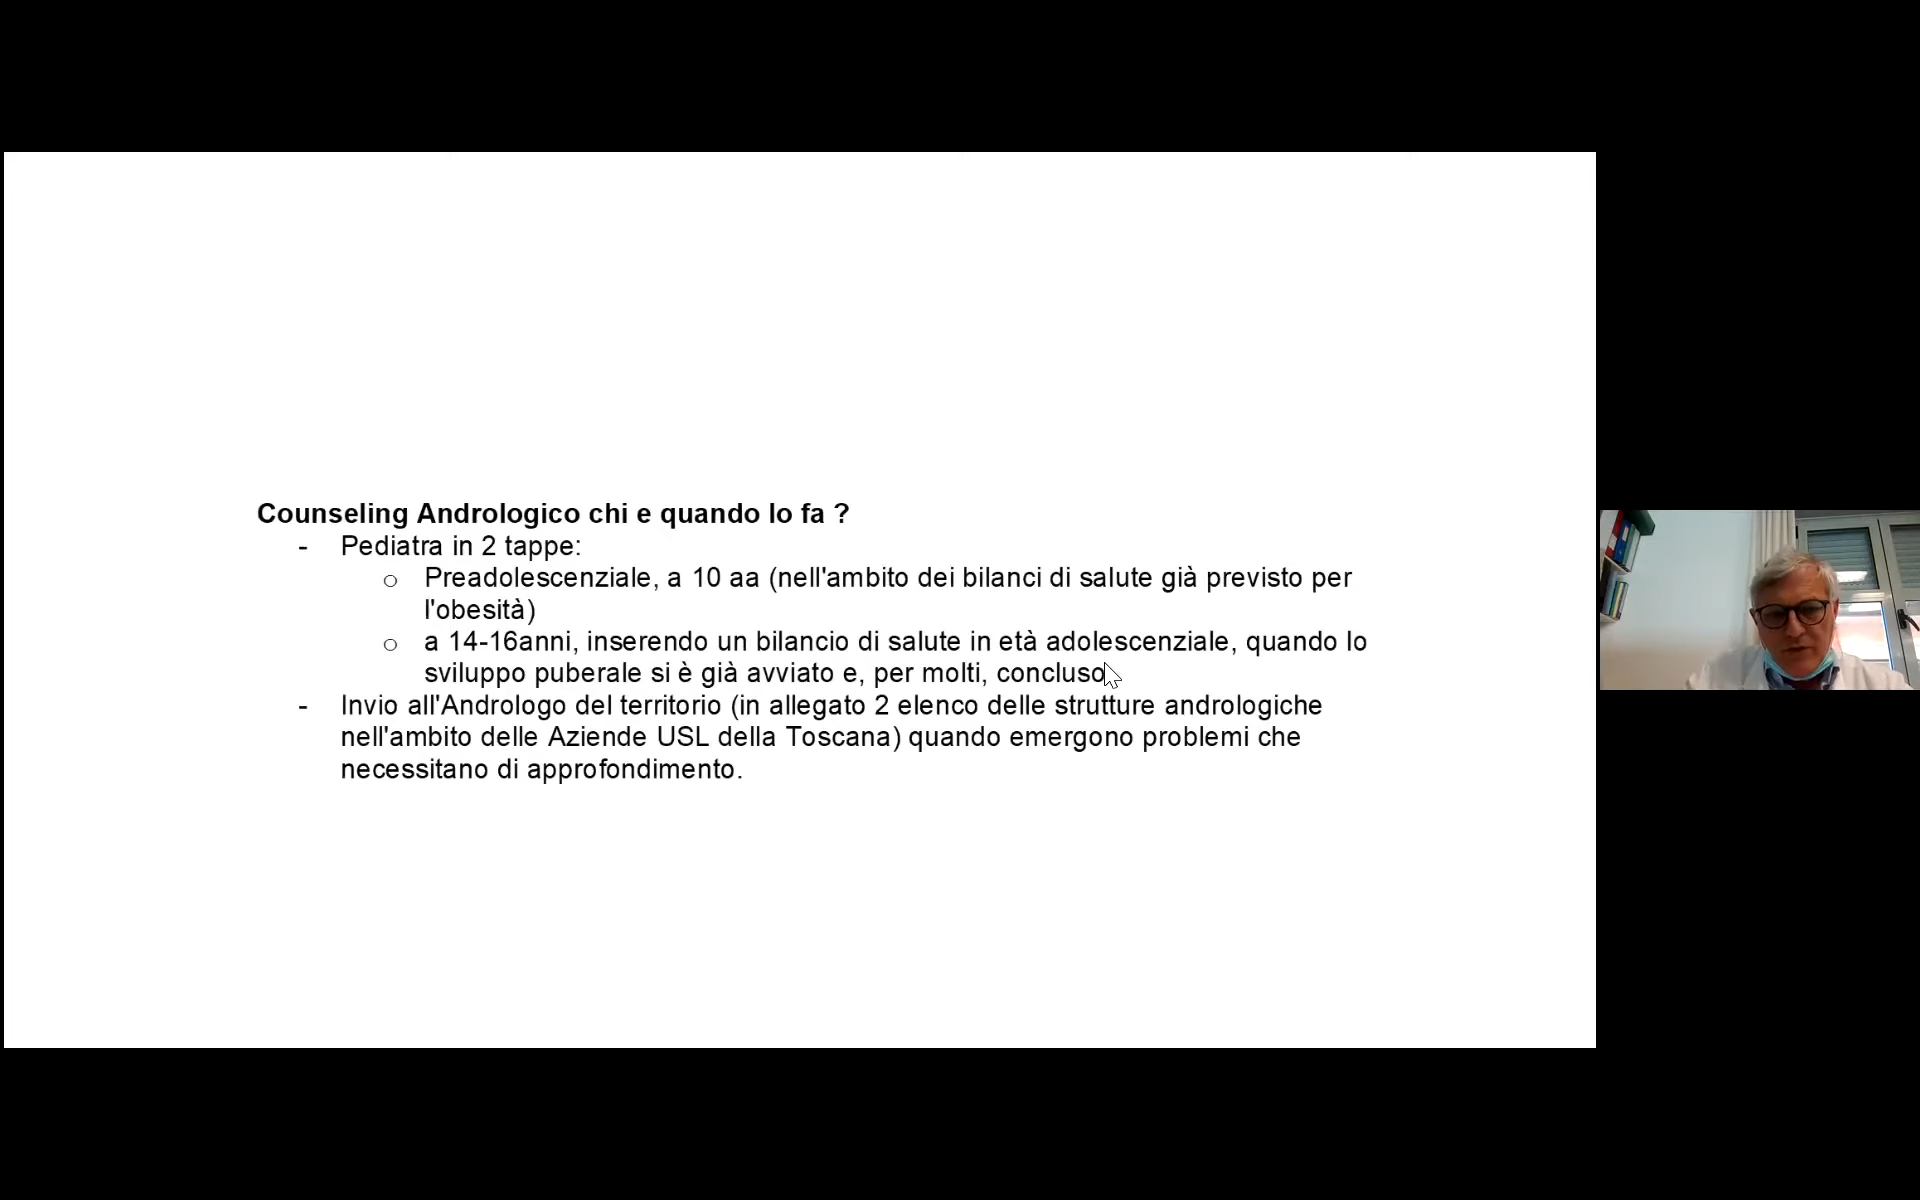 Counseling Andrologico chi e quando lo fa ?
- Pediatra in 2 tappe:
o Preadolescenziale, a 10 aa (nell'ambito dei bilanci di salute già previsto per
l'obesità)
o a 14-16anni, inserendo un bilancio di salute in età adolescenziale, quando lo
sviluppo puberale si è già avviato e, per molti, concluso
- Invio all'Andrologo del territorio (in allegato 2 elenco delle strutture andrologiche
nell'ambito delle Aziende USL della Toscana) quando emergono problemi che
necessitano di approfondimento.